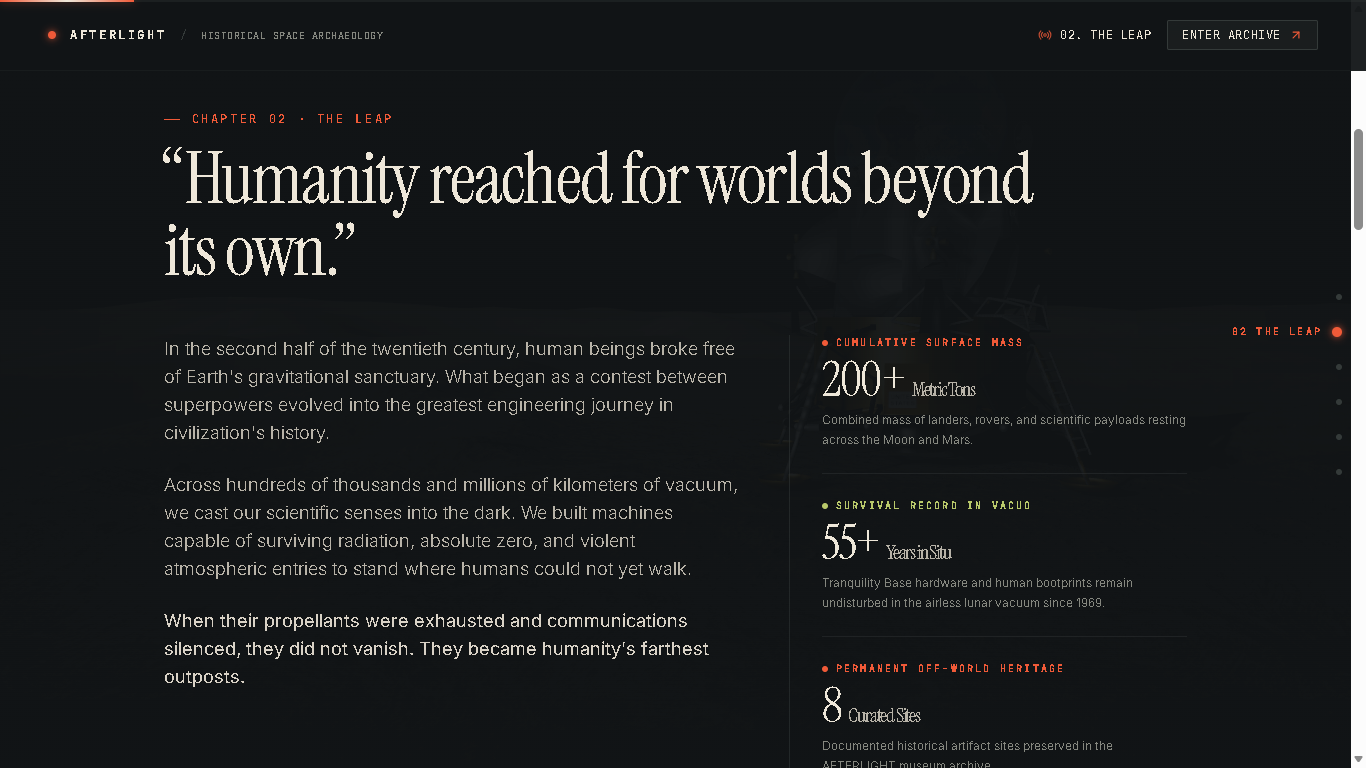 AFTERLIGHT / HISTORICAL SPACE ARCHAEOLOGY
02. THE LEAP
ENTER ARCHIVE
CHAPTER 02 · THE LEAP
“Humanity reached for worlds beyond
its own.”
In the second half of the twentieth century, human beings broke free
of Earth's gravitational sanctuary. What began as a contest between
superpowers evolved into the greatest engineering journey in
civilization's history.
Across hundreds of thousands and millions of kilometers of vacuum,
we cast our scientific senses into the dark. We built machines
capable of surviving radiation, absolute zero, and violent
atmospheric entries to stand where humans could not yet walk.
When their propellants were exhausted and communications
silenced, they did not vanish. They became humanity's farthest
outposts.
CUMULATIVE SURFACE MASS
200+ Metric Tons
Combined mass of landers, rovers, and scientific payloads resting
across the Moon and Mars.
SURVIVAL RECORD IN VACUO
55+ Years in Situ
Tranquility Base hardware and human bootprints remain
undisturbed in the airless lunar vacuum since 1969.
PERMANENT OFF-WORLD HERITAGE
8 Curated Sites
Documented historical artifact sites preserved in the
AFTERLIGHT museum archive.
02 THE LEAP